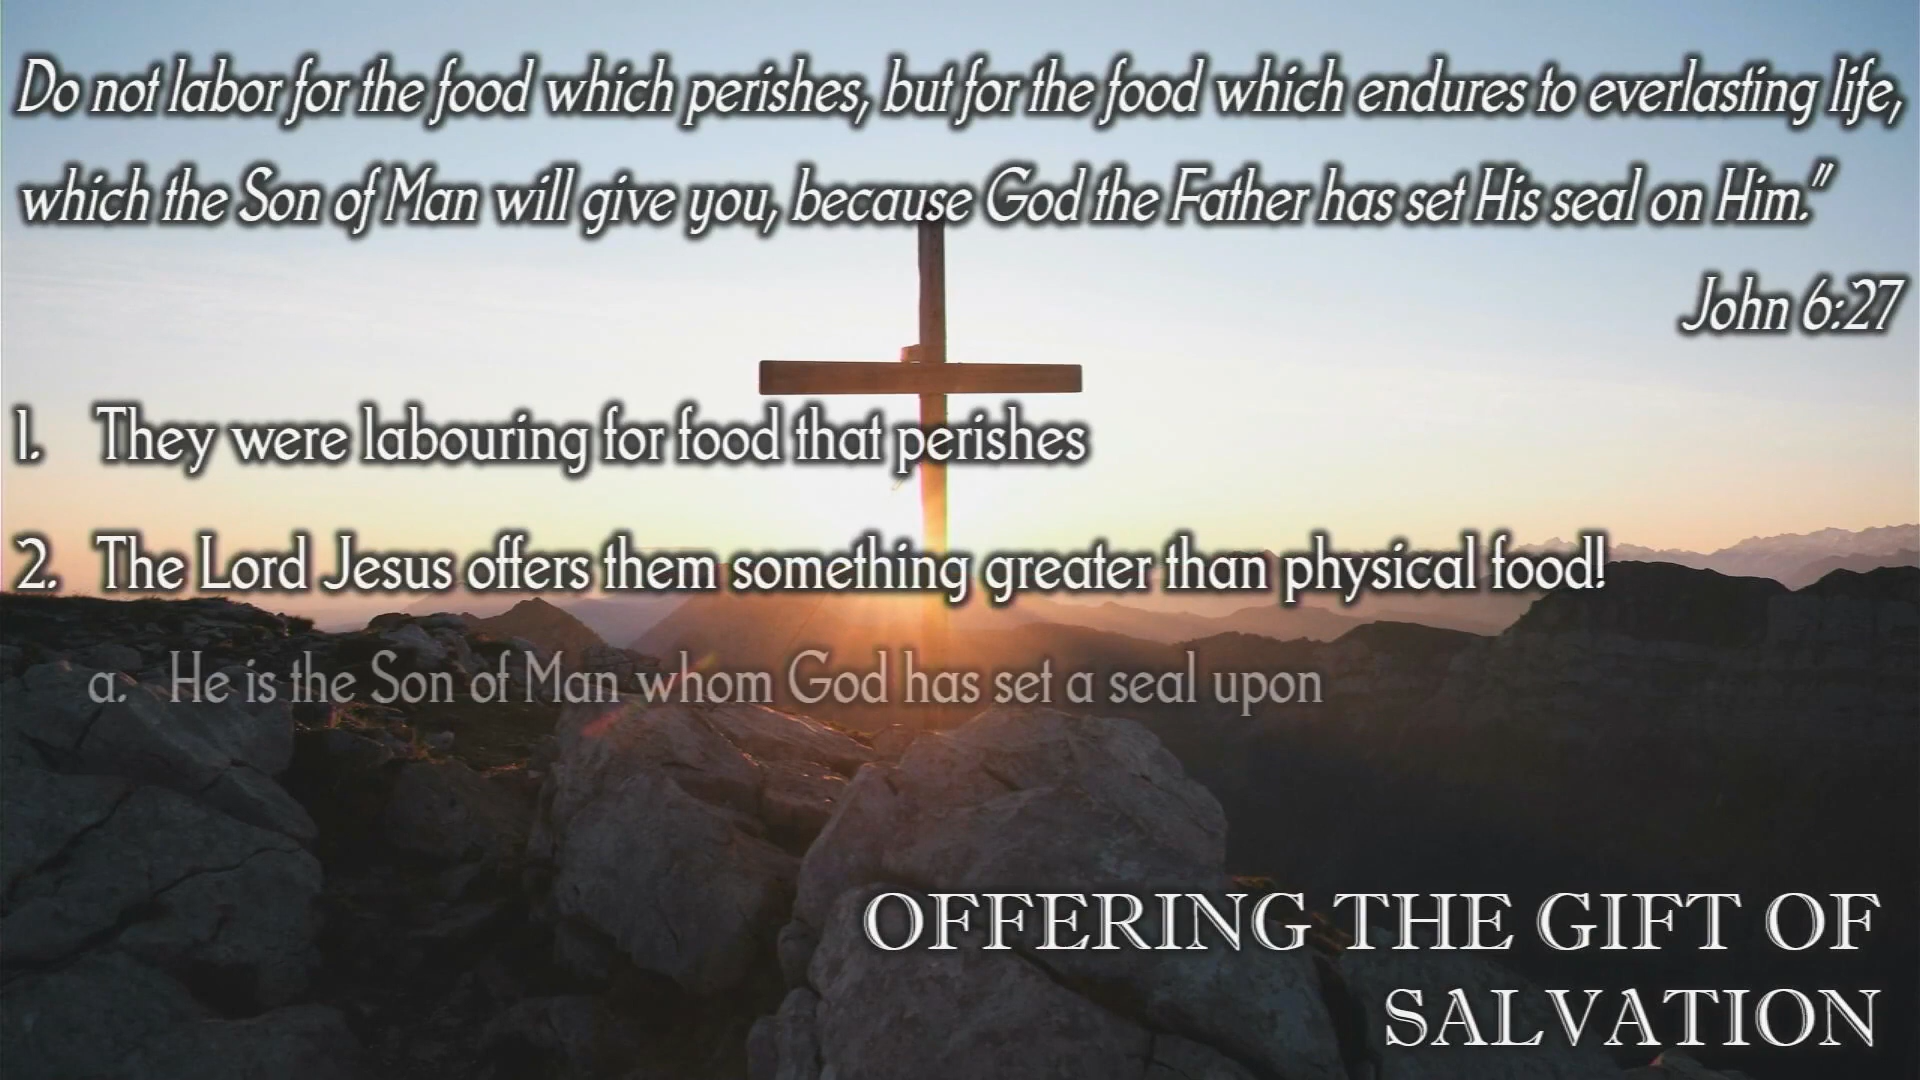 Do not labor for the food which perishes, but for the food which endures to everlasting life,
which the Son of Man will give you, because God the Father has set His seal on Him."
John 6:27
1. They were labouring for food that perishes
2. The Lord Jesus offers them something greater than physical food!
a. He is the Son of Man whom God has set a seal upon
OFFERING THE GIFT OF
SALVATION